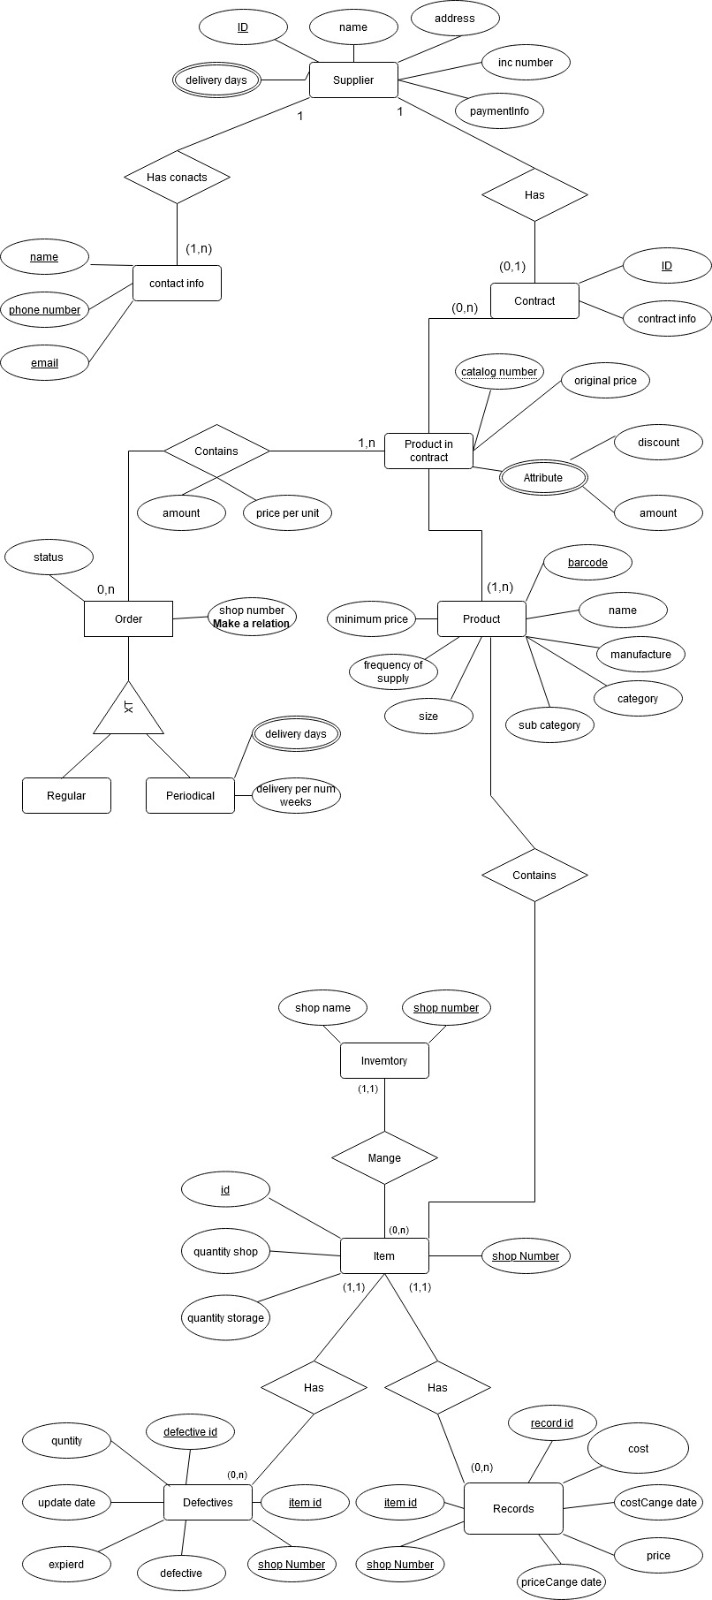 ID
name
address
inc number
delivery days
Supplier
paymentInfo
1
1
Has conacts
Has
(1,n)
(0,1)
name
contact info
phone number
email
ID
Contract
contract info
(0,n)
catalog number
original price
Contains
1,n
Product in
contract
discount
Attribute
amount
amount
price per unit
status
0,n
(1,n)
barcode
Order
shop number
Make a relation
minimum price
Product
name
manufacture
frequency of
supply
category
size
sub category
XT
delivery days
Regular
Periodical
delivery per num
weeks
Contains
shop name
shop number
Invemtory
(1,1)
Mange
id
(0,n)
quantity shop
Item
shop Number
(1,1)
(1,1)
quantity storage
Has
Has
defective id
record id
quntity
cost
(0,n)
(0,n)
update date
Defectives
item id
item id
Records
costCange date
expierd
defective
shop Number
shop Number
price
priceCange date